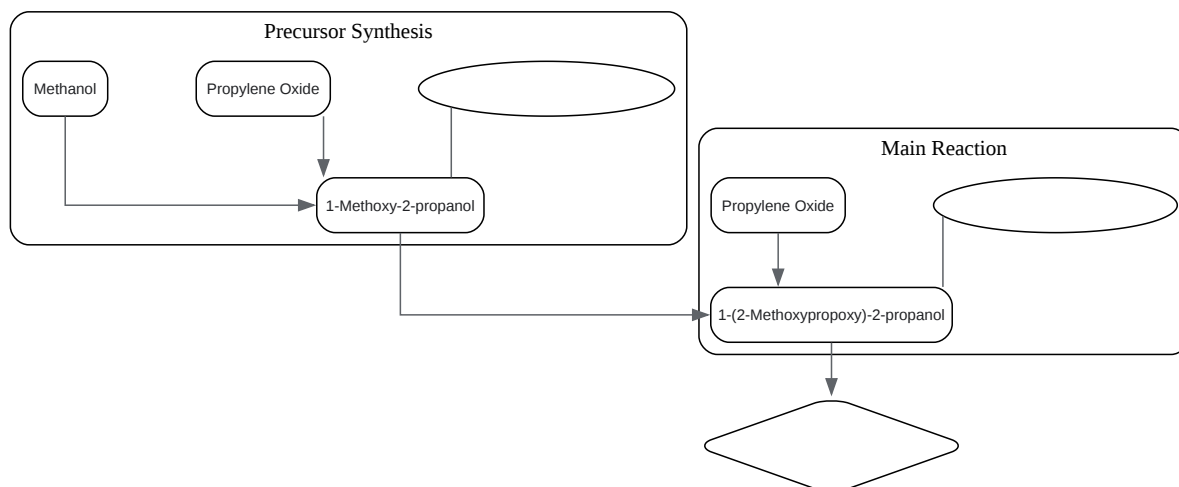 Precursor Synthesis
Methanol
Propylene Oxide
1-Methoxy-2-propanol
Main Reaction
Propylene Oxide
1-(2-Methoxypropoxy)-2-propanol